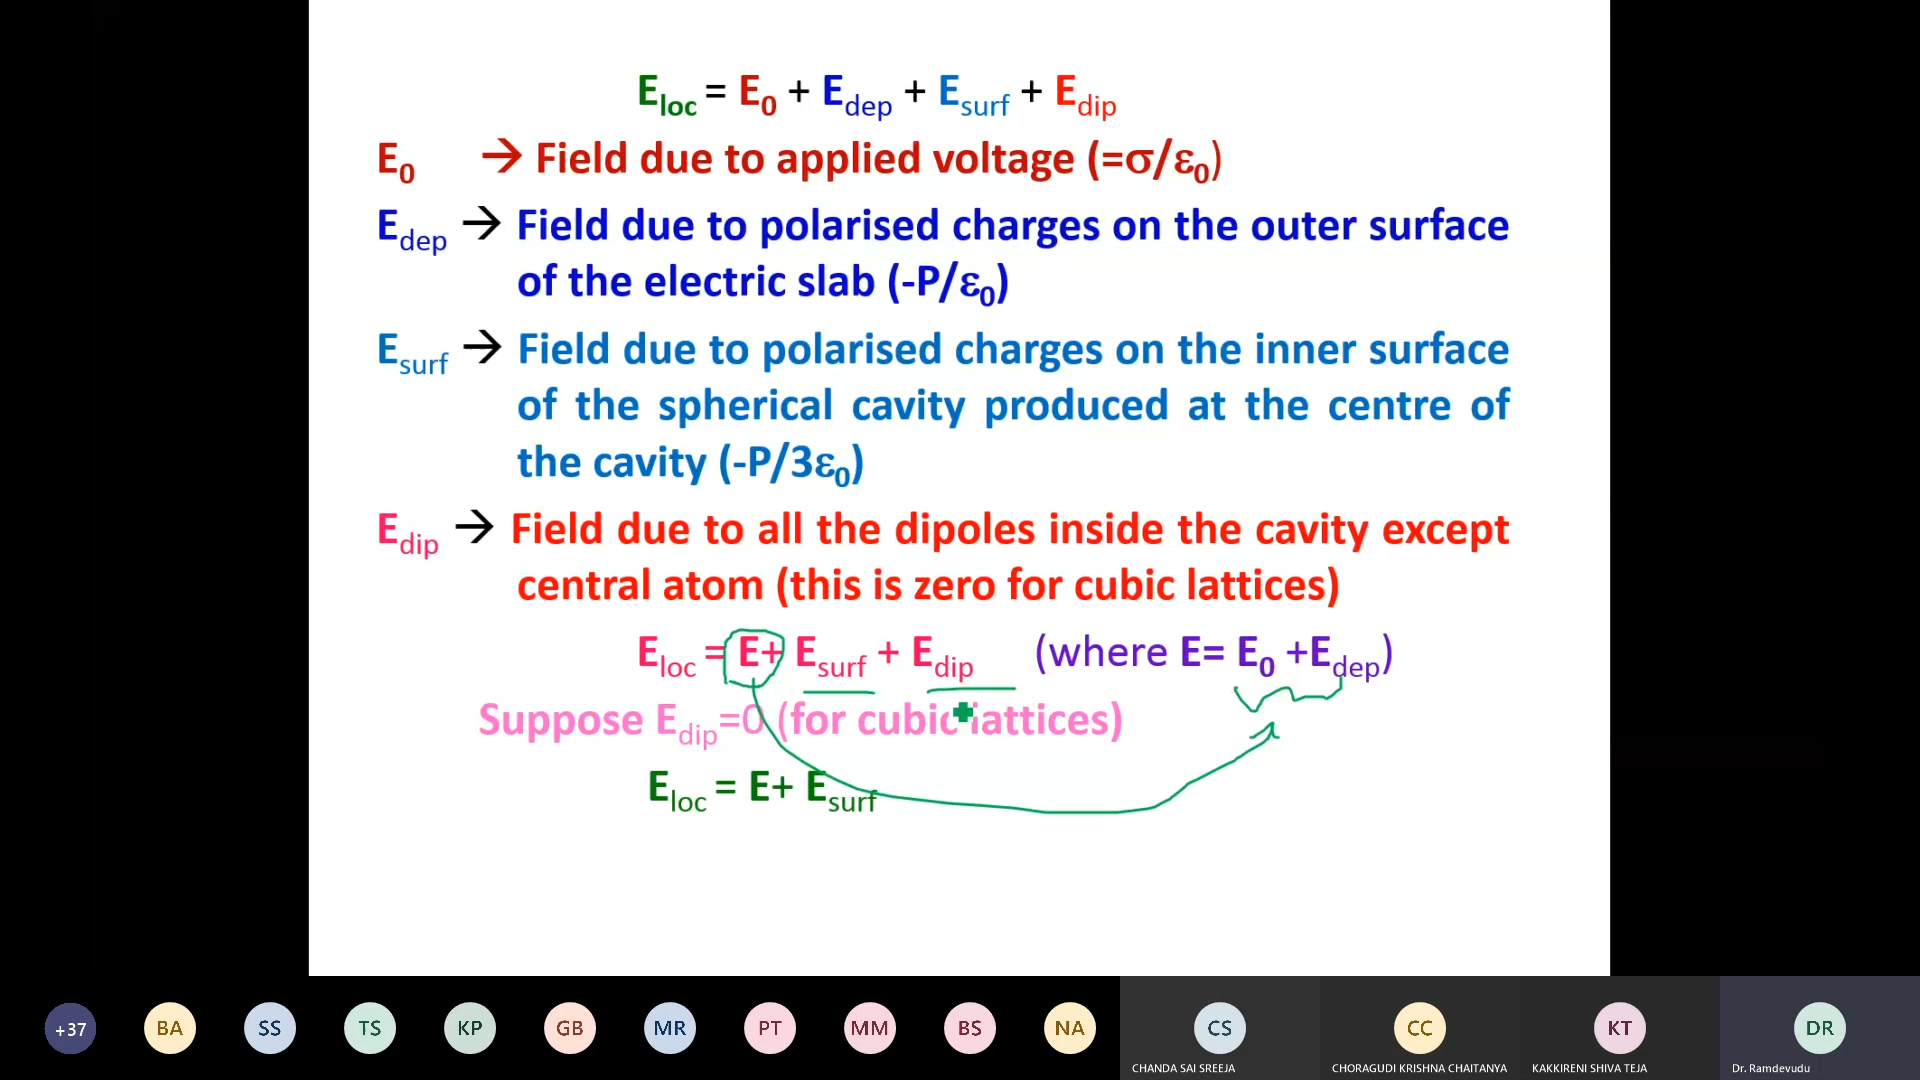 Eloc = E0 + Edep + Esurf + Edip
E0 → Field due to applied voltage (=σ/ε0)
Edep → Field due to polarised charges on the outer surface
of the electric slab (-P/ε0)
Esurf → Field due to polarised charges on the inner surface
of the spherical cavity produced at the centre of
the cavity (-P/3ε0)
Edip → Field due to all the dipoles inside the cavity except
central atom (this is zero for cubic lattices)
Eloc = E+ Esurf + Edip (where E= E0 +Edep)
Suppose Edip=0 (for cubic lattices)
Eloc = E+ Esurf
+37 BA SS TS KP GB MR PT MM BS NA CS CC KT DR
CHANDA SAI SREEJA CHORAGUDI KRISHNA CHAITANYA KAKKIRENI SHIVA TEJA Dr. Ramdevudu